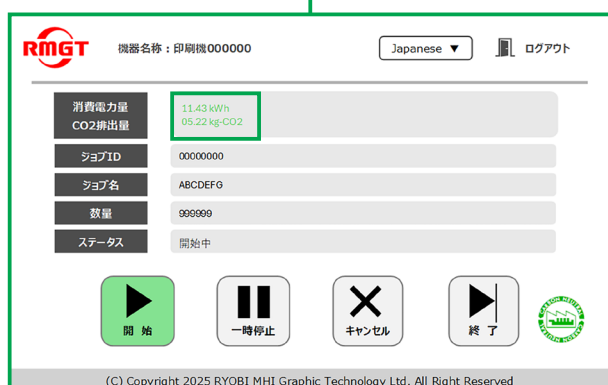 RMGT
機器名称：印刷機000000
Japanese ▼
ログアウト
消費電力量
CO2排出量
11.43 kWh
05.22 kg-CO2
ジョブID
00000000
ジョブ名
ABCDEFG
数量
999999
ステータス
開始中
開 始
一時停止
キャンセル
終 了
(C) Copyright 2025 RYOBI MHI Graphic Technology Ltd. All Right Reserved